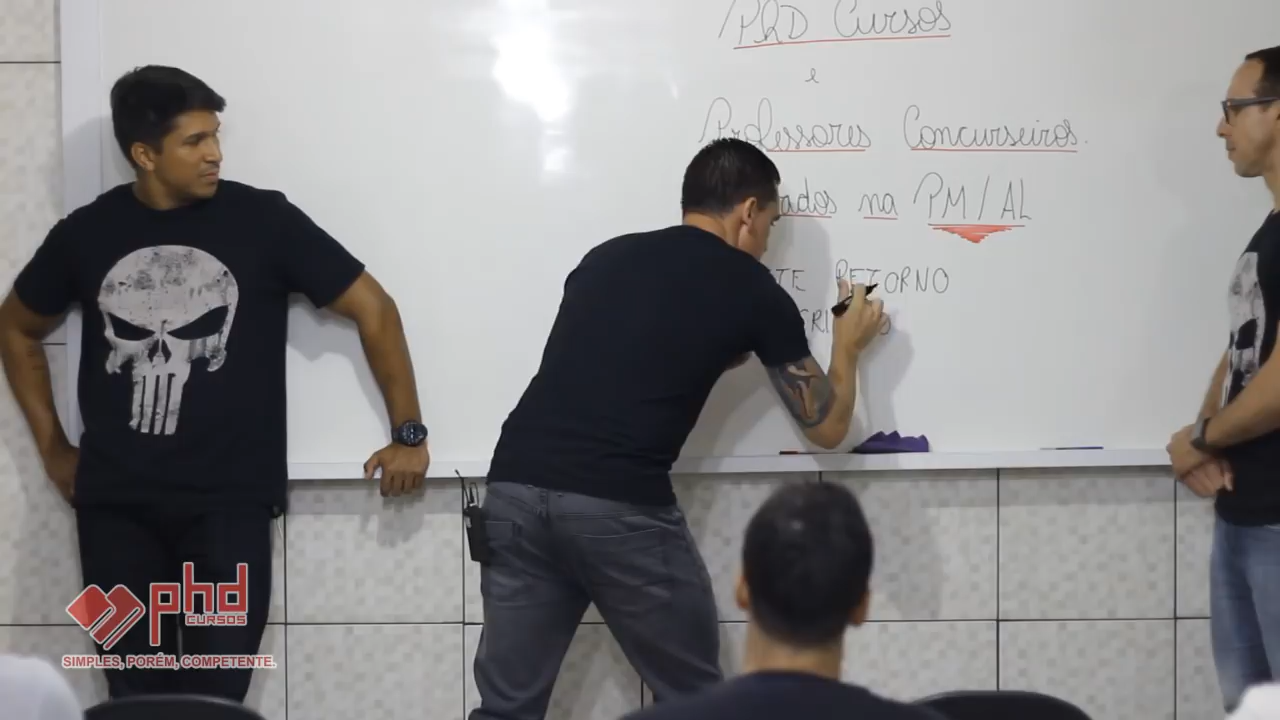 PhD Cursos
e
Professores Concurseiros.
na PM/AL
RETORNO
phd
CURSOS
SIMPLES, PORÉM, COMPETENTE.